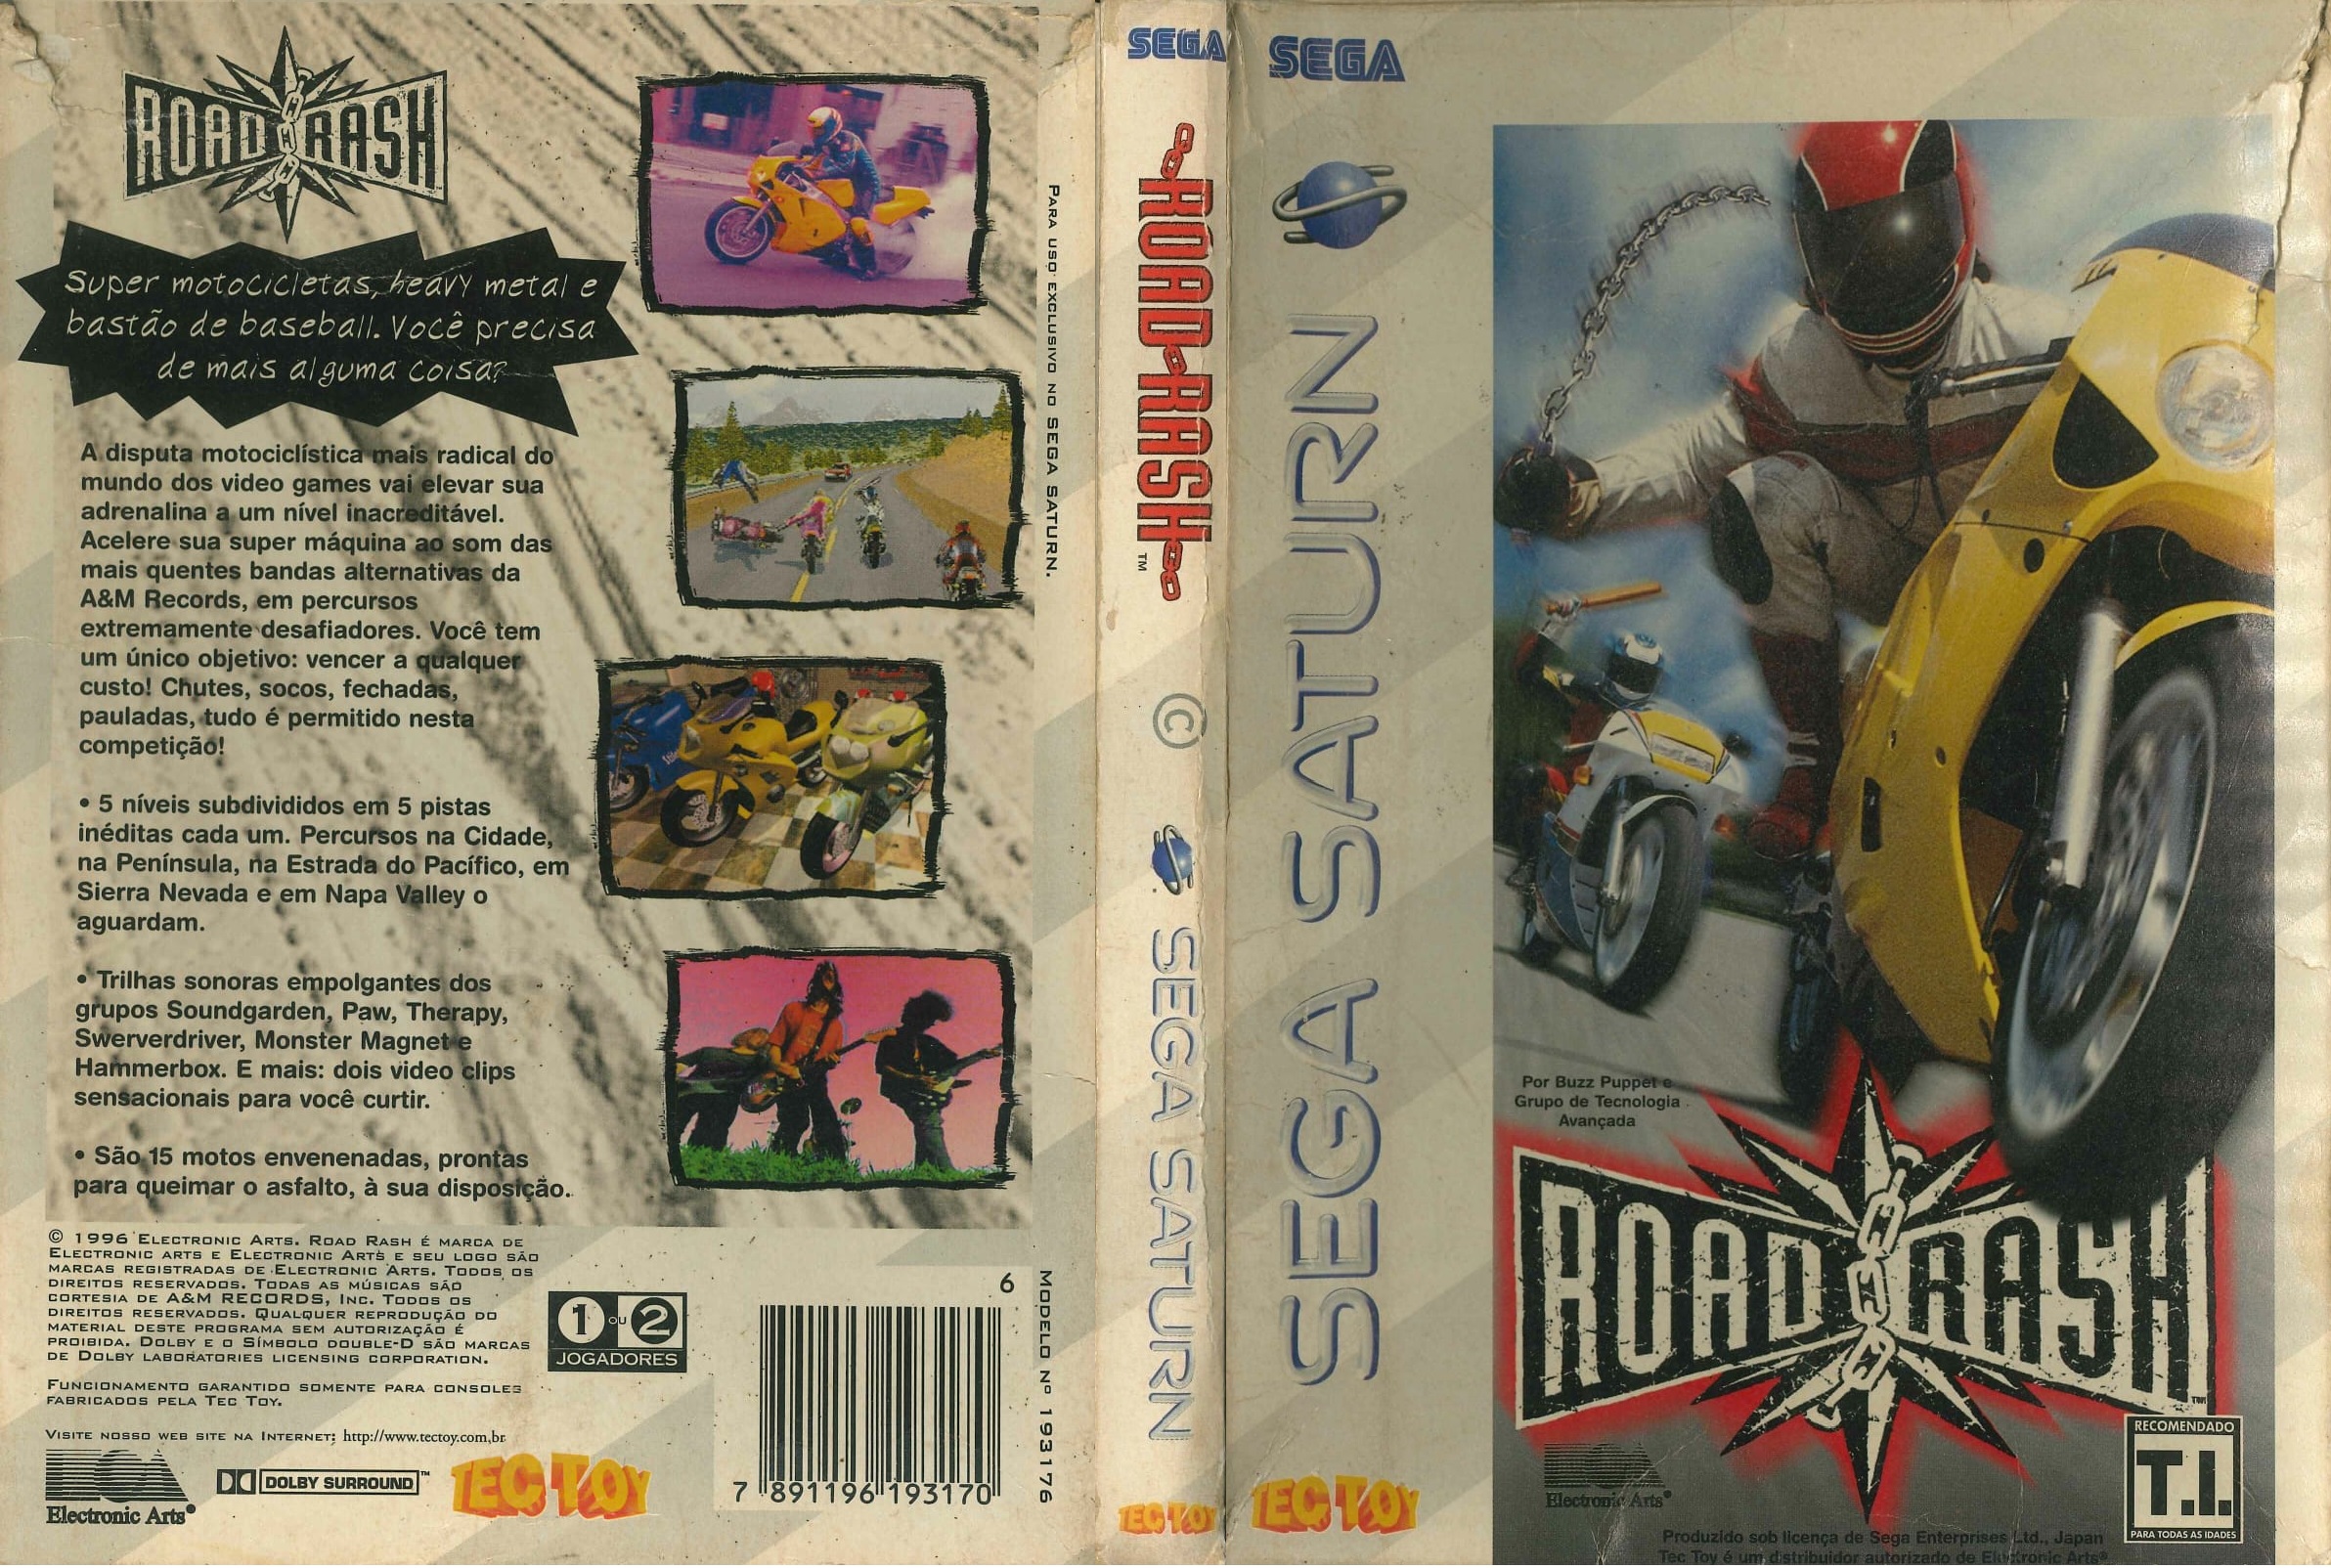 ROAD RASH
Super motocicletas, heavy metal e
bastão de baseball. Você precisa
de mais alguma coisa?
A disputa motociclística mais radical do
mundo dos video games vai elevar sua
adrenalina a um nível inacreditável.
Acelere sua super máquina ao som das
mais quentes bandas alternativas da
A&M Records, em percursos
extremamente desafiadores. Você tem
um único objetivo: vencer a qualquer
custo! Chutes, socos, fechadas,
pauladas, tudo é permitido nesta
competição!
• 5 níveis subdivididos em 5 pistas
inéditas cada um. Percursos na Cidade,
na Península, na Estrada do Pacífico, em
Sierra Nevada e em Napa Valley o
aguardam.
• Trilhas sonoras empolgantes dos
grupos Soundgarden, Paw, Therapy,
Swerverdriver, Monster Magnet e
Hammerbox. E mais: dois video clips
sensacionais para você curtir.
• São 15 motos envenenadas, prontas
para queimar o asfalto, à sua disposição.
© 1996 Electronic Arts. Road Rash é marca de
Electronic arts e Electronic Arts e seu logo são
marcas registradas de Electronic Arts. Todos os
direitos reservados. Todas as músicas são
cortesia de A&M RECORDS, Inc. Todos os
direitos reservados. Qualquer reprodução do
material deste programa sem autorização é
proibida. Dolby e o Símbolo double-D são marcas
de Dolby laboratories licensing corporation.
Funcionamento garantido somente para consoles
fabricados pela Tec Toy.
Visite nosso web site na Internet: http://www.tectoy.com.br
Electronic Arts®
DOLBY SURROUND™
TEC TOY
1 ou 2
JOGADORES
6
7 891196 193170
Para uso exclusivo no Sega Saturn.
Modelo nº 193176
SEGA
ROAD RASH™
©
SEGA SATURN
TEC TOY
SEGA
SEGA SATURN
TEC TOY
Por Buzz Puppet e
Grupo de Tecnologia
Avançada
ROAD RASH™
Electronic Arts®
RECOMENDADO
T.I.
PARA TODAS AS IDADES
Produzido sob licença de Sega Enterprises Ltd., Japan
Tec Toy é um distribuidor autorizado de Electronic Arts®